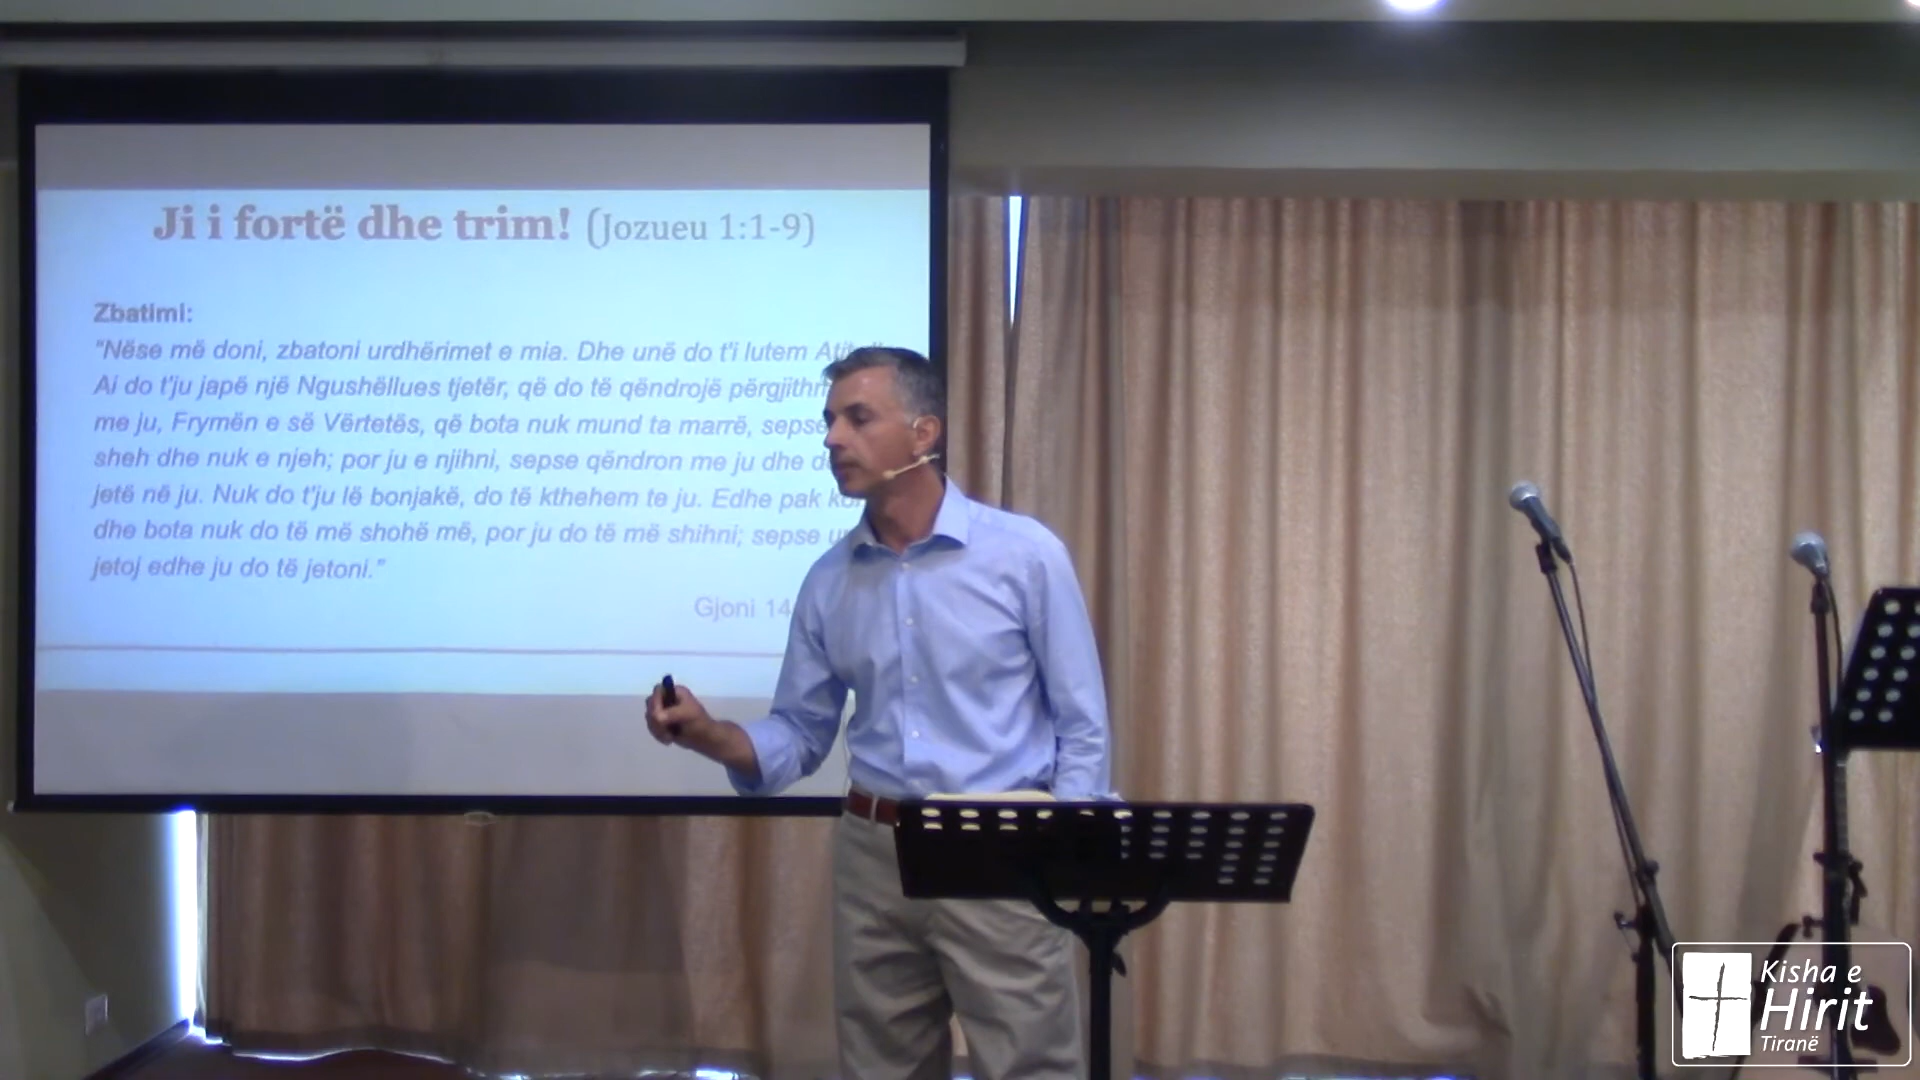 Ji i fortë dhe trim! (Jozueu 1:1-9)
Zbatimi:
"Nëse më doni, zbatoni urdhërimet e mia. Dhe unë do t'i lutem
Ai do t'ju japë një Ngushëllues tjetër, që do të qëndrojë
me ju, Frymën e së Vërtetës, që bota nuk mund ta marrë, sepse
sheh dhe nuk e njeh; por ju e njihni, sepse qëndron me ju dhe
jetë në ju. Nuk do t'ju lë bonjakë, do të kthehem te ju. Edhe pak
dhe bota nuk do të më shohë më, por ju do të më shihni; sepse
jetoj edhe ju do të jetoni."
Gjoni 14
Kisha e
Hirit
Tiranë